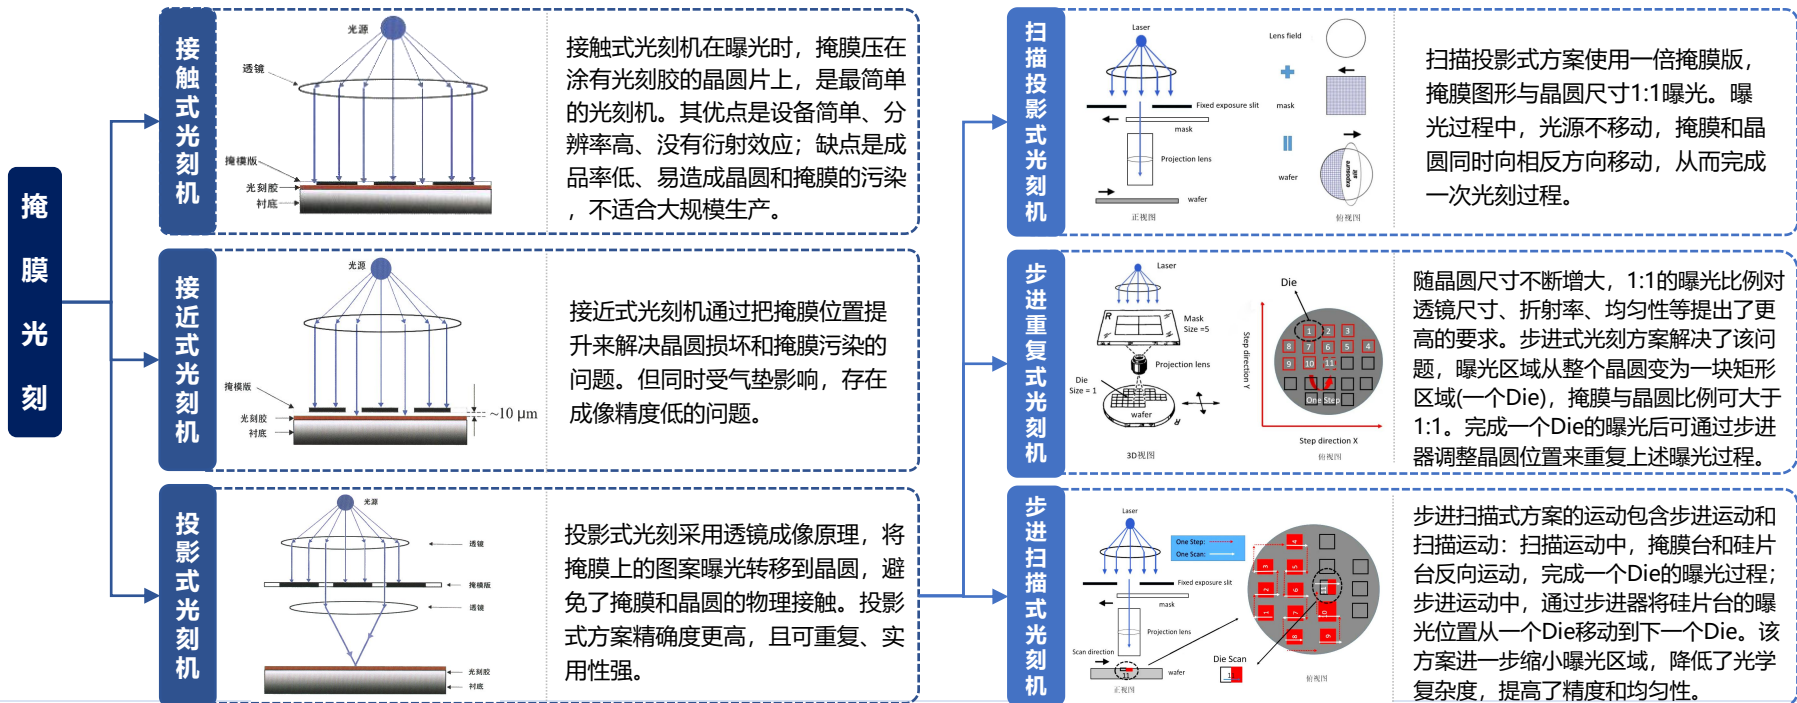 掩膜光刻
接触式光刻机
光源
透镜
掩模版
光刻胶
衬底
接触式光刻机在曝光时，掩膜压在
涂有光刻胶的晶圆片上，是最简单
的光刻机。其优点是设备简单、分
辨率高、没有衍射效应；缺点是成
品率低、易造成晶圆和掩膜的污染
，不适合大规模生产。
接近式光刻机
光源
掩模版
光刻胶
衬底
~10 μm
接近式光刻机通过把掩膜位置提
升来解决晶圆损坏和掩膜污染的
问题。但同时受气垫影响，存在
成像精度低的问题。
投影式光刻机
光源
透镜
掩模版
透镜
光刻胶
衬底
投影式光刻采用透镜成像原理，将
掩膜上的图案曝光转移到晶圆，避
免了掩膜和晶圆的物理接触。投影
式方案精确度更高，且可重复、实
用性强。
扫描投影式光刻机
Laser
Fixed exposure slit
mask
Projection lens
wafer
正视图
Lens field
mask
wafer
exposure
slit
俯视图
扫描投影式方案使用一倍掩膜版，
掩膜图形与晶圆尺寸1:1曝光。曝
光过程中，光源不移动，掩膜和晶
圆同时向相反方向移动，从而完成
一次光刻过程。
步进重复式光刻机
Laser
R
Mask
Size =5
Projection lens
Die
Size = 1
wafer
R
3D视图
Die
Step direction Y
1 2 3
8 7 6 5 4
9 10 11
One Step
Step direction X
俯视图
随晶圆尺寸不断增大，1:1的曝光比例对
透镜尺寸、折射率、均匀性等提出了更
高的要求。步进式光刻方案解决了该问
题，曝光区域从整个晶圆变为一块矩形
区域(一个Die)，掩膜与晶圆比例可大于
1:1。完成一个Die的曝光后可通过步进
器调整晶圆位置来重复上述曝光过程。
步进扫描式光刻机
Laser
Fixed exposure slit
mask
Projection lens
Scan direction
11
wafer
正视图
One Step:
One Scan:
4
3 5
2 6 11
1 7 10
8 9
Die Scan
11
俯视图
步进扫描式方案的运动包含步进运动和
扫描运动：扫描运动中，掩膜台和硅片
台反向运动，完成一个Die的曝光过程；
步进运动中，通过步进器将硅片台的曝
光位置从一个Die移动到下一个Die。该
方案进一步缩小曝光区域，降低了光学
复杂度，提高了精度和均匀性。